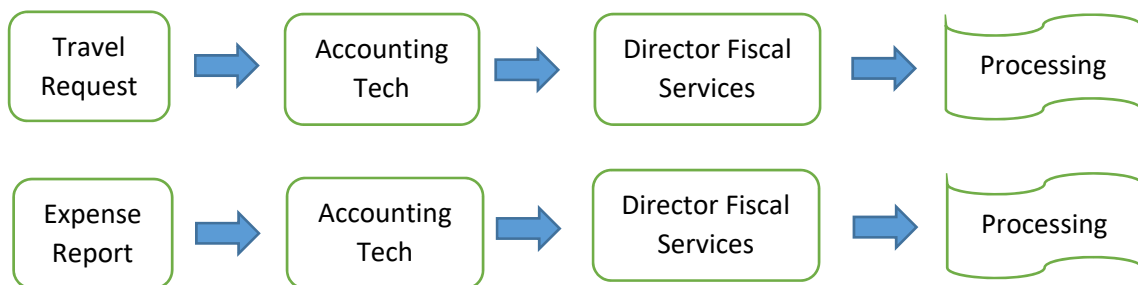 Travel
Request
Accounting
Tech
Director Fiscal
Services
Processing
Expense
Report
Accounting
Tech
Director Fiscal
Services
Processing